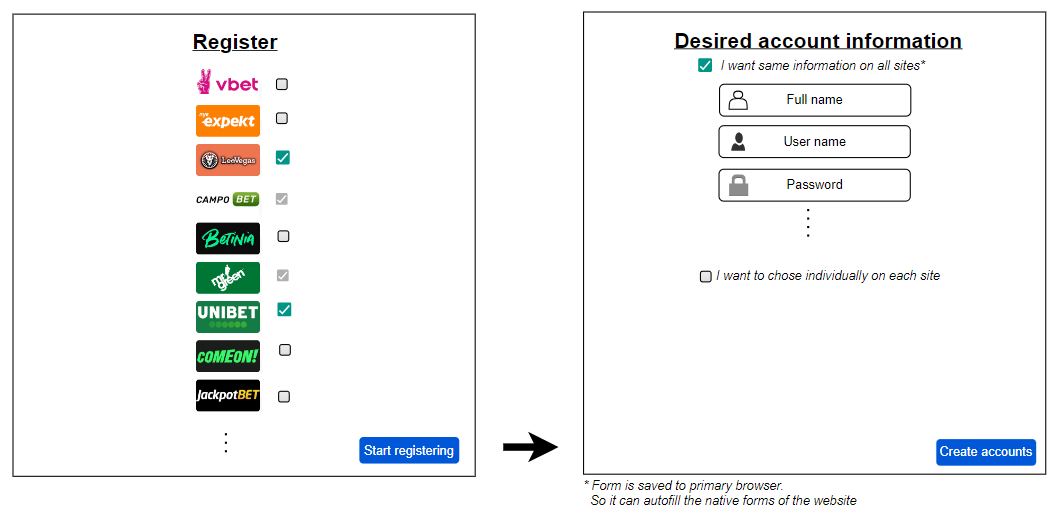 Register
vbet
nya
expekt
LeoVegas
CAMPO BET
Betinia
mr green
UNIBET
COMEON!
JackpotBET
Start registering
Desired account information
I want same information on all sites*
Full name
User name
Password
I want to chose individually on each site
Create accounts
* Form is saved to primary browser.
So it can autofill the native forms of the website